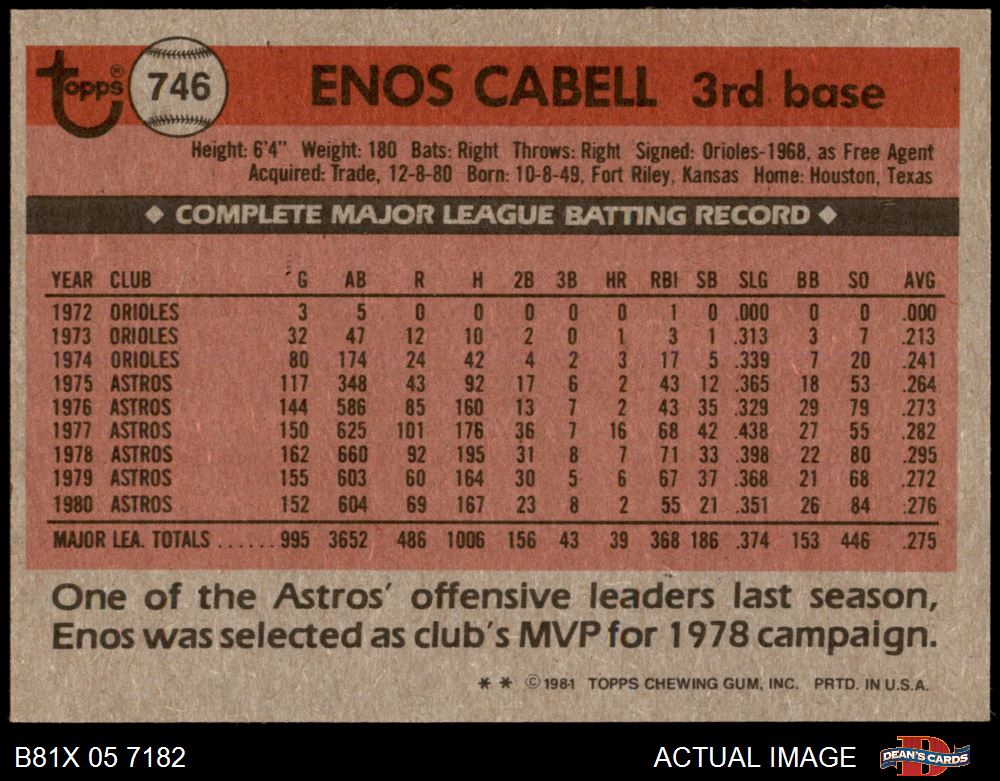 Topps® 746 ENOS CABELL 3rd base
Height: 6'4" Weight: 180 Bats: Right Throws: Right Signed: Orioles-1968, as Free Agent
Acquired: Trade, 12-8-80 Born: 10-8-49, Fort Riley, Kansas Home: Houston, Texas
◆ COMPLETE MAJOR LEAGUE BATTING RECORD ◆
YEAR CLUB G AB R H 2B 3B HR RBI SB SLG BB SO AVG
1972 ORIOLES 3 5 0 0 0 0 0 1 0 .000 0 0 .000
1973 ORIOLES 32 47 12 10 2 0 1 3 1 .313 3 7 .213
1974 ORIOLES 80 174 24 42 4 2 3 17 5 .339 7 20 .241
1975 ASTROS 117 348 43 92 17 6 2 43 12 .365 18 53 .264
1976 ASTROS 144 586 85 160 13 7 2 43 35 .329 29 79 .273
1977 ASTROS 150 625 101 176 36 7 16 68 42 .438 27 55 .282
1978 ASTROS 162 660 92 195 31 8 7 71 33 .398 22 80 .295
1979 ASTROS 155 603 60 164 30 5 6 67 37 .368 21 68 .272
1980 ASTROS 152 604 69 167 23 8 2 55 21 .351 26 84 .276
MAJOR LEA. TOTALS ...... 995 3652 486 1006 156 43 39 368 186 .374 153 446 .275
One of the Astros' offensive leaders last season,
Enos was selected as club's MVP for 1978 campaign.
* * © 1981 TOPPS CHEWING GUM, INC. PRTD. IN U.S.A.
B81X 05 7182 ACTUAL IMAGE DEAN'S CARDS